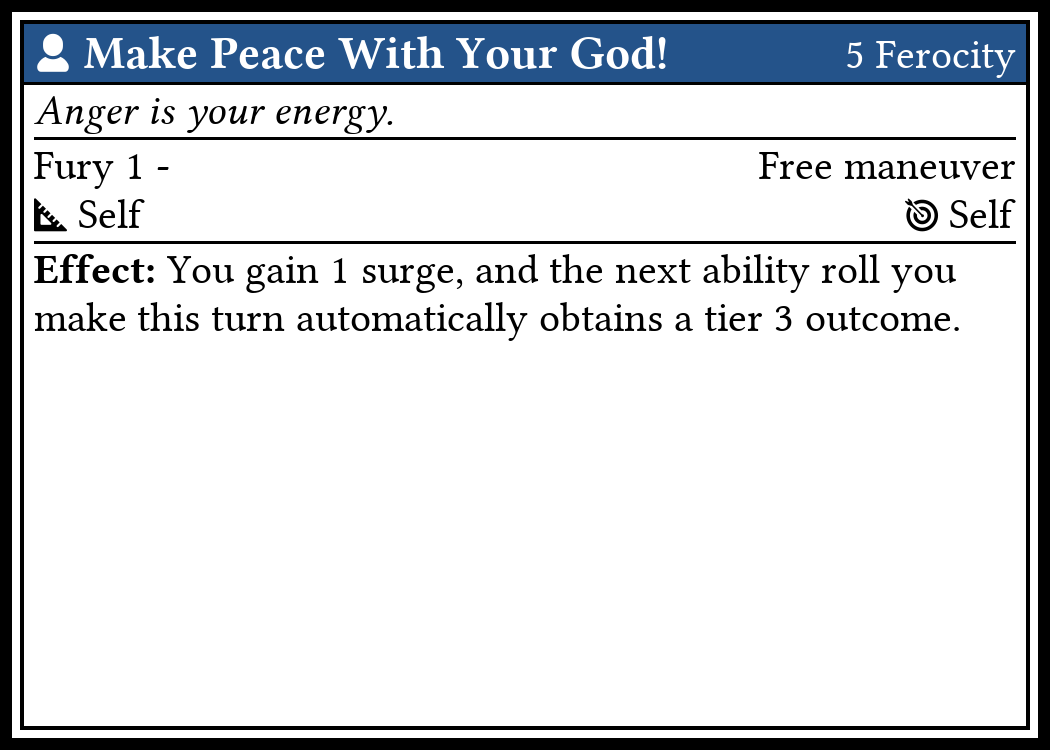 Make Peace With Your God! 5 Ferocity
Anger is your energy.
Fury 1 - Free maneuver
Self Self
Effect: You gain 1 surge, and the next ability roll you
make this turn automatically obtains a tier 3 outcome.